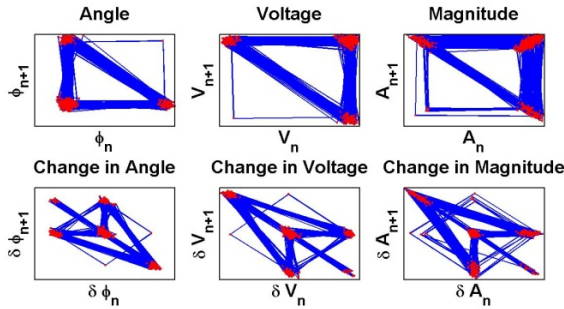 Angle
Voltage
Magnitude
ϕn+1
Vn+1
An+1
ϕn
Vn
An
Change in Angle
Change in Voltage
Change in Magnitude
δ ϕn+1
δ Vn+1
δ An+1
δ ϕn
δ Vn
δ An